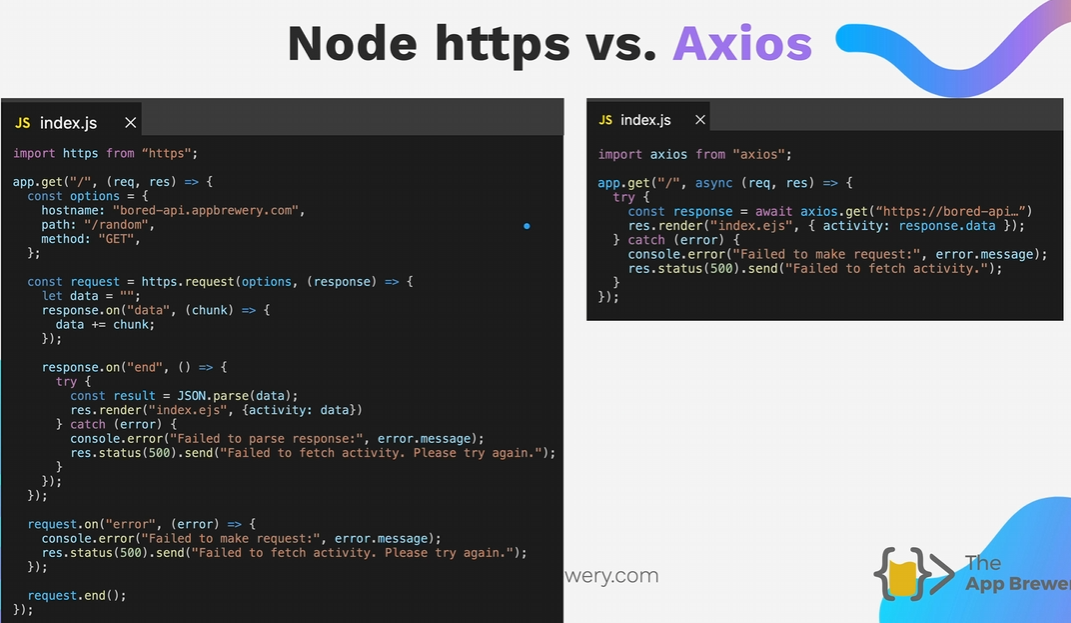 Node https vs. Axios
JS index.js ×
import https from “https";
app.get("/", (req, res) => {
const options = {
hostname: "bored-api.appbrewery.com",
path: "/random",
method: "GET",
};
const request = https.request(options, (response) => {
let data = "";
response.on("data", (chunk) => {
data += chunk;
});
response.on("end", () => {
try {
const result = JSON.parse(data);
res.render("index.ejs", {activity: data})
} catch (error) {
console.error("Failed to parse response:", error.message);
res.status(500).send("Failed to fetch activity. Please try again.");
}
});
});
request.on("error", (error) => {
console.error("Failed to make request:", error.message);
res.status(500).send("Failed to fetch activity. Please try again.");
});
request.end();
});
JS index.js ×
import axios from "axios";
app.get("/", async (req, res) => {
try {
const response = await axios.get(“https://bored-api…”)
res.render("index.ejs", { activity: response.data });
} catch (error) {
console.error("Failed to make request:", error.message);
res.status(500).send("Failed to fetch activity.");
}
});
wery.com
The
App Brewer